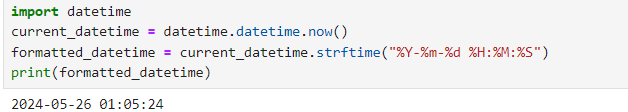 import datetime
current_datetime = datetime.datetime.now()
formatted_datetime = current_datetime.strftime("%Y-%m-%d %H:%M:%S")
print(formatted_datetime)
2024-05-26 01:05:24